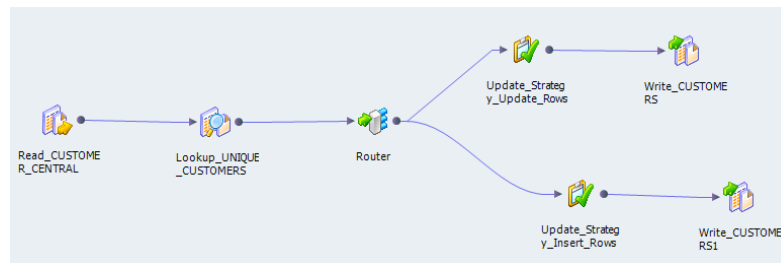 Read_CUSTOME
R_CENTRAL
Lookup_UNIQUE
_CUSTOMERS
Router
Update_Strateg
y_Update_Rows
Write_CUSTOME
RS
Update_Strateg
y_Insert_Rows
Write_CUSTOME
RS1